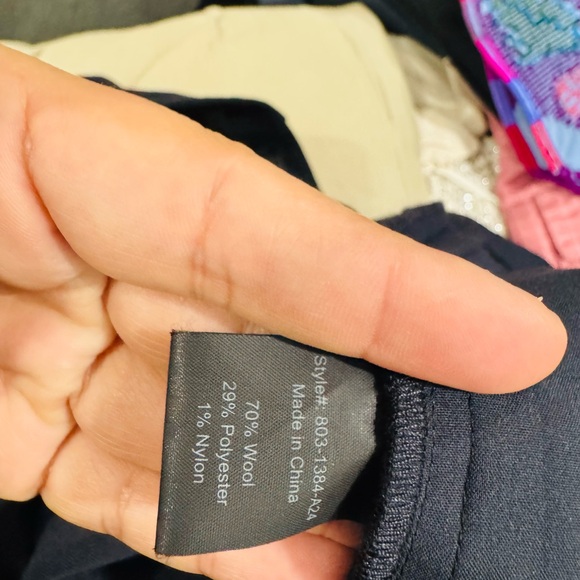 Style#: 803-1384-A24
Made in China
70% Wool
29% Polyester
1% Nylon